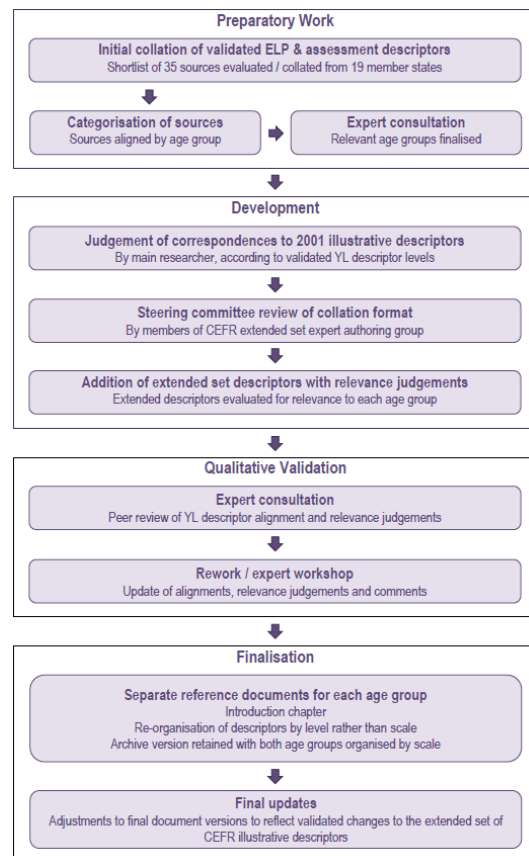 Preparatory Work
Initial collation of validated ELP & assessment descriptors
Shortlist of 35 sources evaluated / collated from 19 member states
Categorisation of sources
Sources aligned by age group
Expert consultation
Relevant age groups finalised
Development
Judgement of correspondences to 2001 illustrative descriptors
By main researcher, according to validated YL descriptor levels
Steering committee review of collation format
By members of CEFR extended set expert authoring group
Addition of extended set descriptors with relevance judgements
Extended descriptors evaluated for relevance to each age group
Qualitative Validation
Expert consultation
Peer review of YL descriptor alignment and relevance judgements
Rework / expert workshop
Update of alignments, relevance judgements and comments
Finalisation
Separate reference documents for each age group
Introduction chapter
Re-organisation of descriptors by level rather than scale
Archive version retained with both age groups organised by scale
Final updates
Adjustments to final document versions to reflect validated changes to the extended set of
CEFR illustrative descriptors